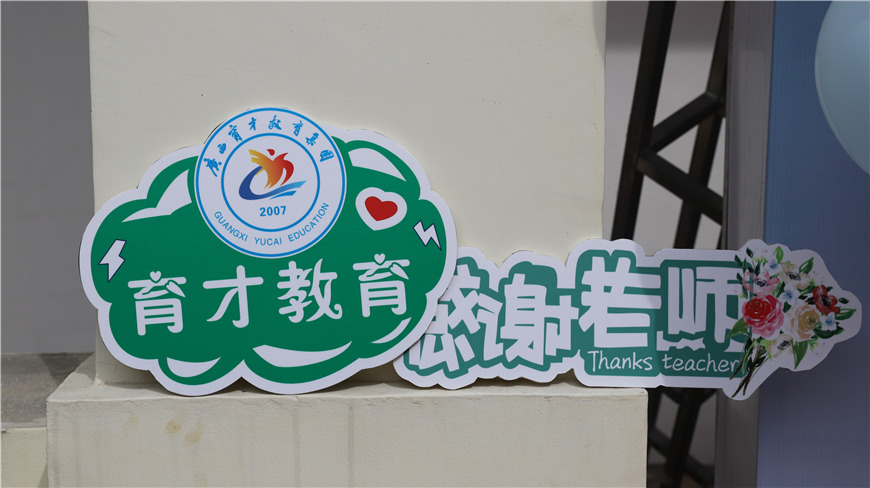 广西育才教育集团
2007
GUANGXI YUCAI EDUCATION
育才教育
感谢老师
Thanks teacher